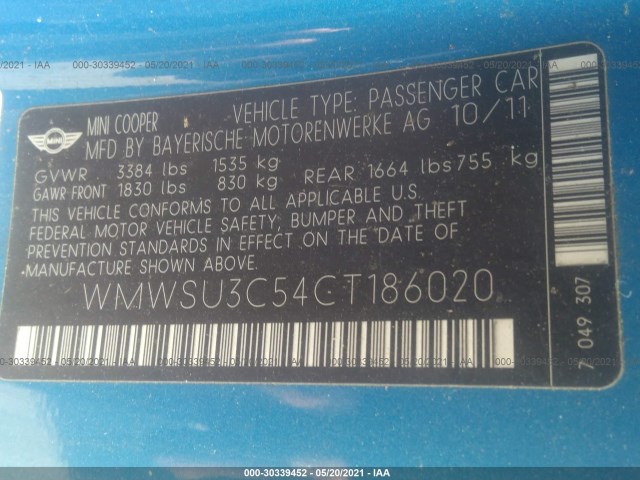 000-30339452 - 05/20/2021 - IAA
MINI
MINI COOPER VEHICLE TYPE: PASSENGER CAR
MFD BY BAYERISCHE MOTORENWERKE AG 10/11
GVWR 3384 lbs 1535 kg
GAWR FRONT 1830 lbs 830 kg REAR 1664 lbs 755 kg
THIS VEHICLE CONFORMS TO ALL APPLICABLE U.S.
FEDERAL MOTOR VEHICLE SAFETY, BUMPER AND THEFT
PREVENTION STANDARDS IN EFFECT ON THE DATE OF
MANUFACTURE SHOWN ABOVE.
WMWSU3C54CT186020
7 049 307
000-30339452 - 05/20/2021 - IAA